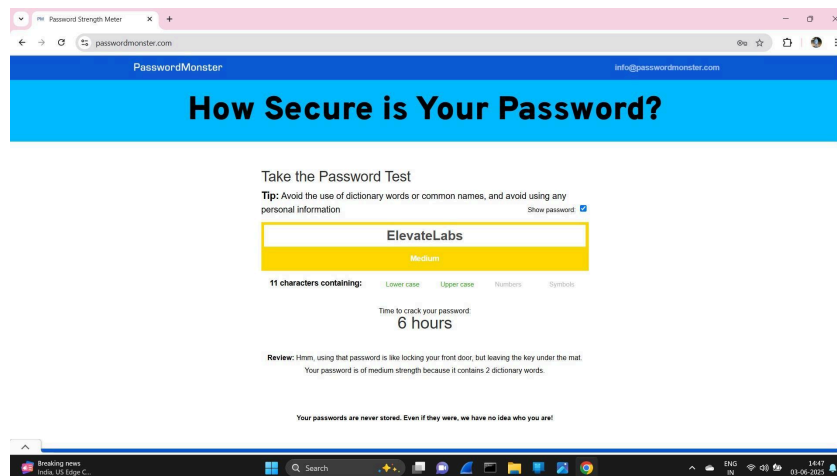 Password Strength Meter
passwordmonster.com
PasswordMonster
info@passwordmonster.com
How Secure is Your Password?
Take the Password Test
Tip: Avoid the use of dictionary words or common names, and avoid using any
personal information
Show password:
ElevateLabs
Medium
11 characters containing: Lower case Upper case Numbers Symbols
Time to crack your password:
6 hours
Review: Hmm, using that password is like locking your front door, but leaving the key under the mat.
Your password is of medium strength because it contains 2 dictionary words.
Your passwords are never stored. Even if they were, we have no idea who you are!
Breaking news
India, US Edge C...
Search
ENG
IN
14:47
03-06-2025